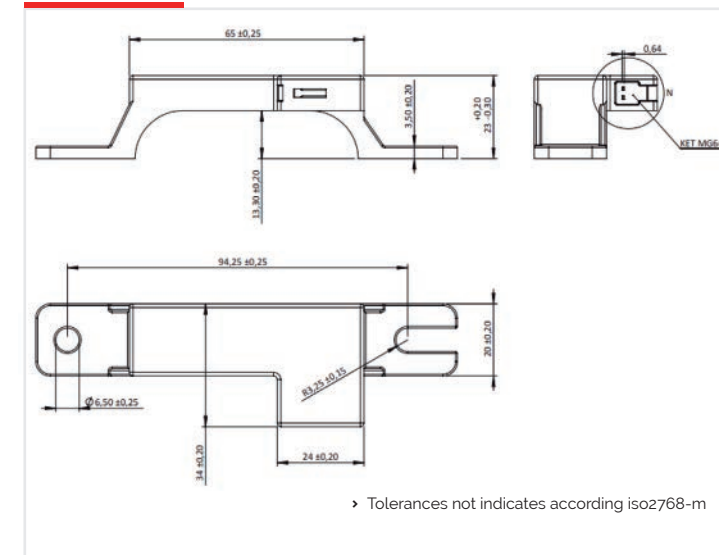 65 ±0,25
0,64
3,50 ±0,20
+0,20
23 -0,30
N
13,30 ±0,20
KET MG6
94,25 ±0,25
20 ±0,20
R3,25 ±0,15
Ø6,50 ±0,25
34 ±0,20
24 ±0,20
› Tolerances not indicates according iso2768-m